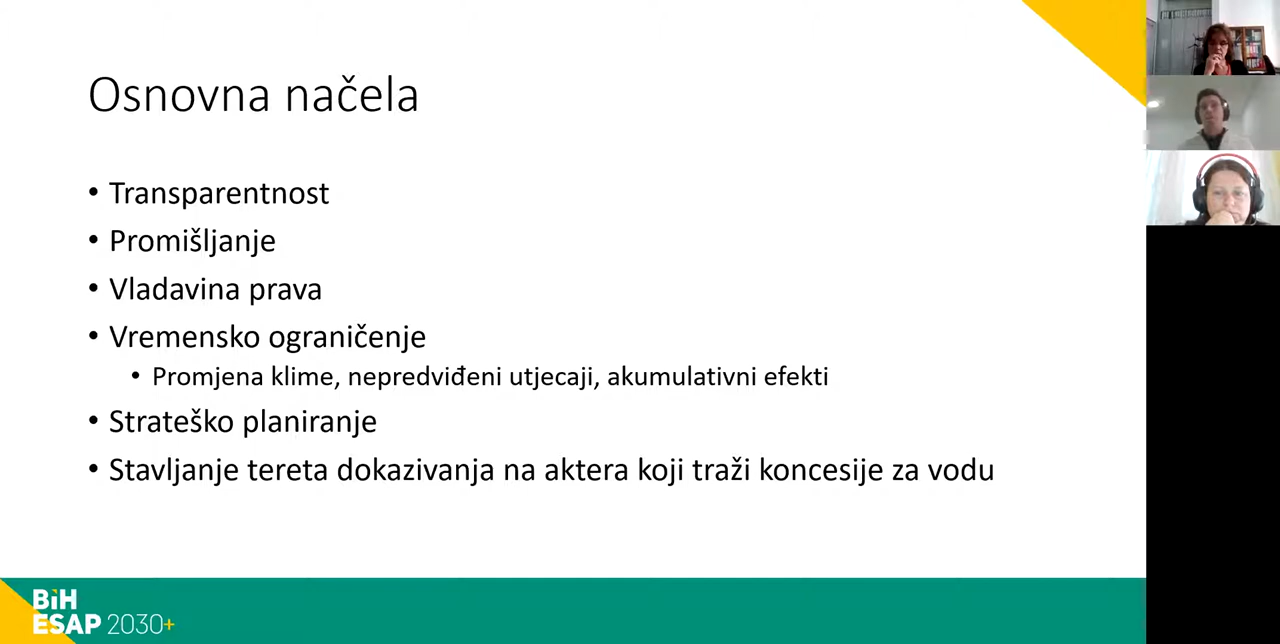 Osnovna načela
• Transparentnost
• Promišljanje
• Vladavina prava
• Vremensko ograničenje
• Promjena klime, nepredviđeni utjecaji, akumulativni efekti
• Strateško planiranje
• Stavljanje tereta dokazivanja na aktera koji traži koncesije za vodu
BiH
ESAP 2030+